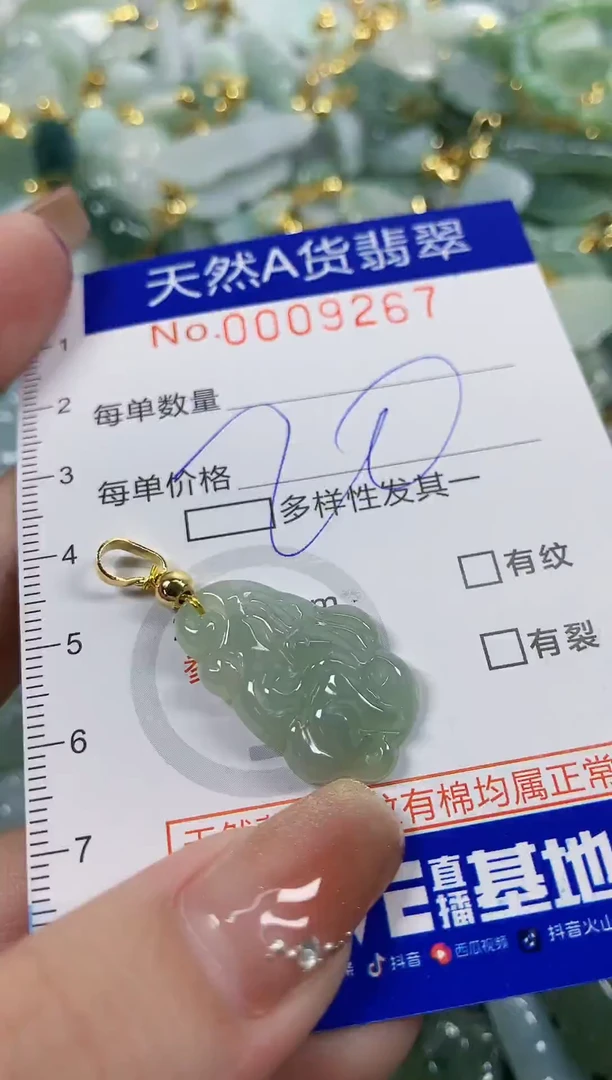 天然A货翡翠
No.0009267
1
2
每单数量
20
3
每单价格
多样性发其一
4
有纹
5
有裂
6
有棉均属正常
7
直播基地
抖音 西瓜视频 抖音火山